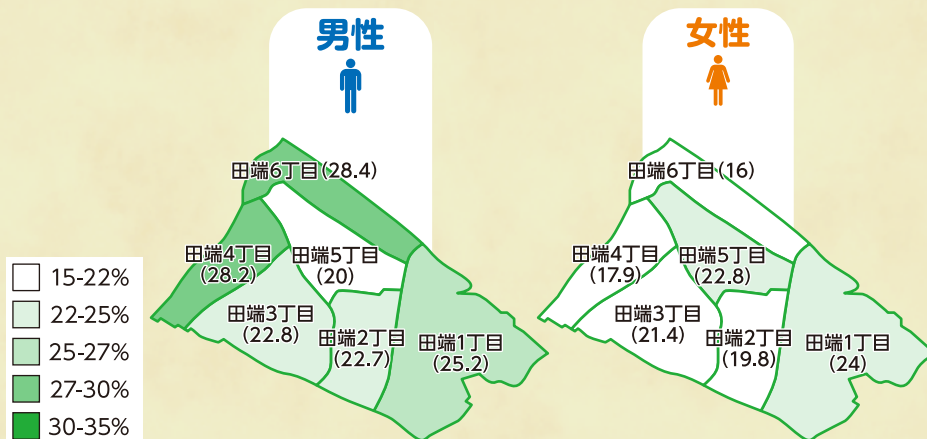 男性
田端6丁目(28.4)
田端4丁目
(28.2)
田端5丁目
(20)
田端3丁目
(22.8)
田端2丁目
(22.7)
田端1丁目
(25.2)
女性
田端6丁目(16)
田端4丁目
(17.9)
田端5丁目
(22.8)
田端3丁目
(21.4)
田端2丁目
(19.8)
田端1丁目
(24)
15-22%
22-25%
25-27%
27-30%
30-35%